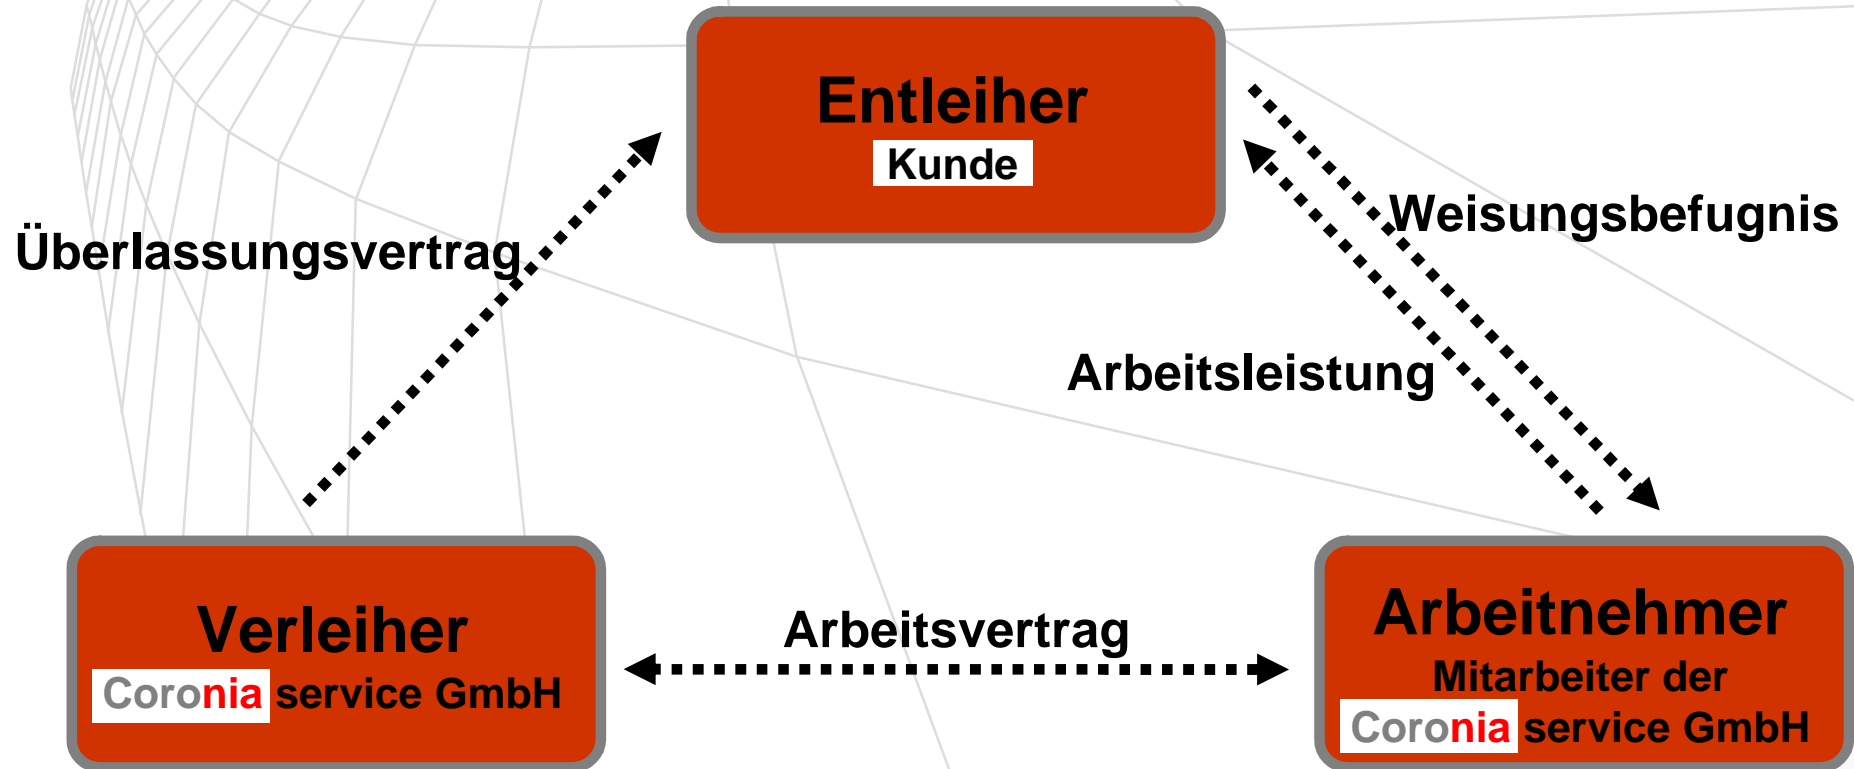 Entleiher
Kunde
Überlassungsvertrag
Weisungsbefugnis
Arbeitsleistung
Verleiher
Coronia service GmbH
Arbeitsvertrag
Arbeitnehmer
Mitarbeiter der
Coronia service GmbH